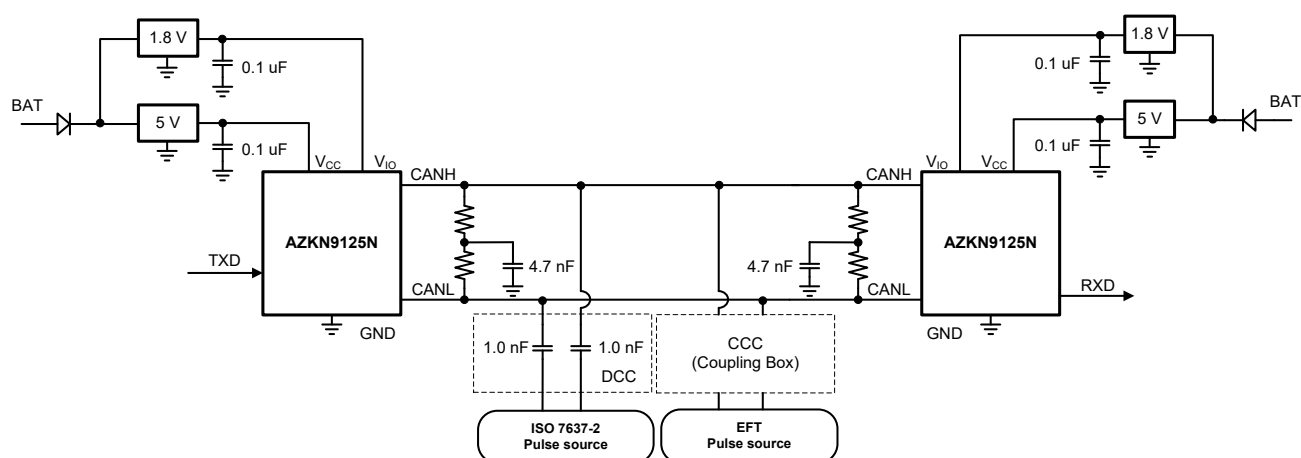 1.8 V
0.1 uF
BAT
5 V
0.1 uF
VCC
VIO
AZKN9125N
TXD
GND
CANH
CANL
4.7 nF
1.0 nF
1.0 nF
DCC
ISO 7637-2
Pulse source
CCC
(Coupling Box)
EFT
Pulse source
4.7 nF
CANH
CANL
1.8 V
0.1 uF
BAT
5 V
0.1 uF
VIO
VCC
AZKN9125N
RXD
GND